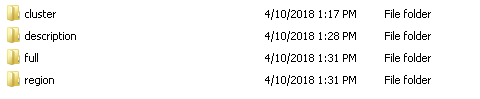 cluster 4/10/2018 1:17 PM File folder
description 4/10/2018 1:28 PM File folder
full 4/10/2018 1:31 PM File folder
region 4/10/2018 1:31 PM File folder